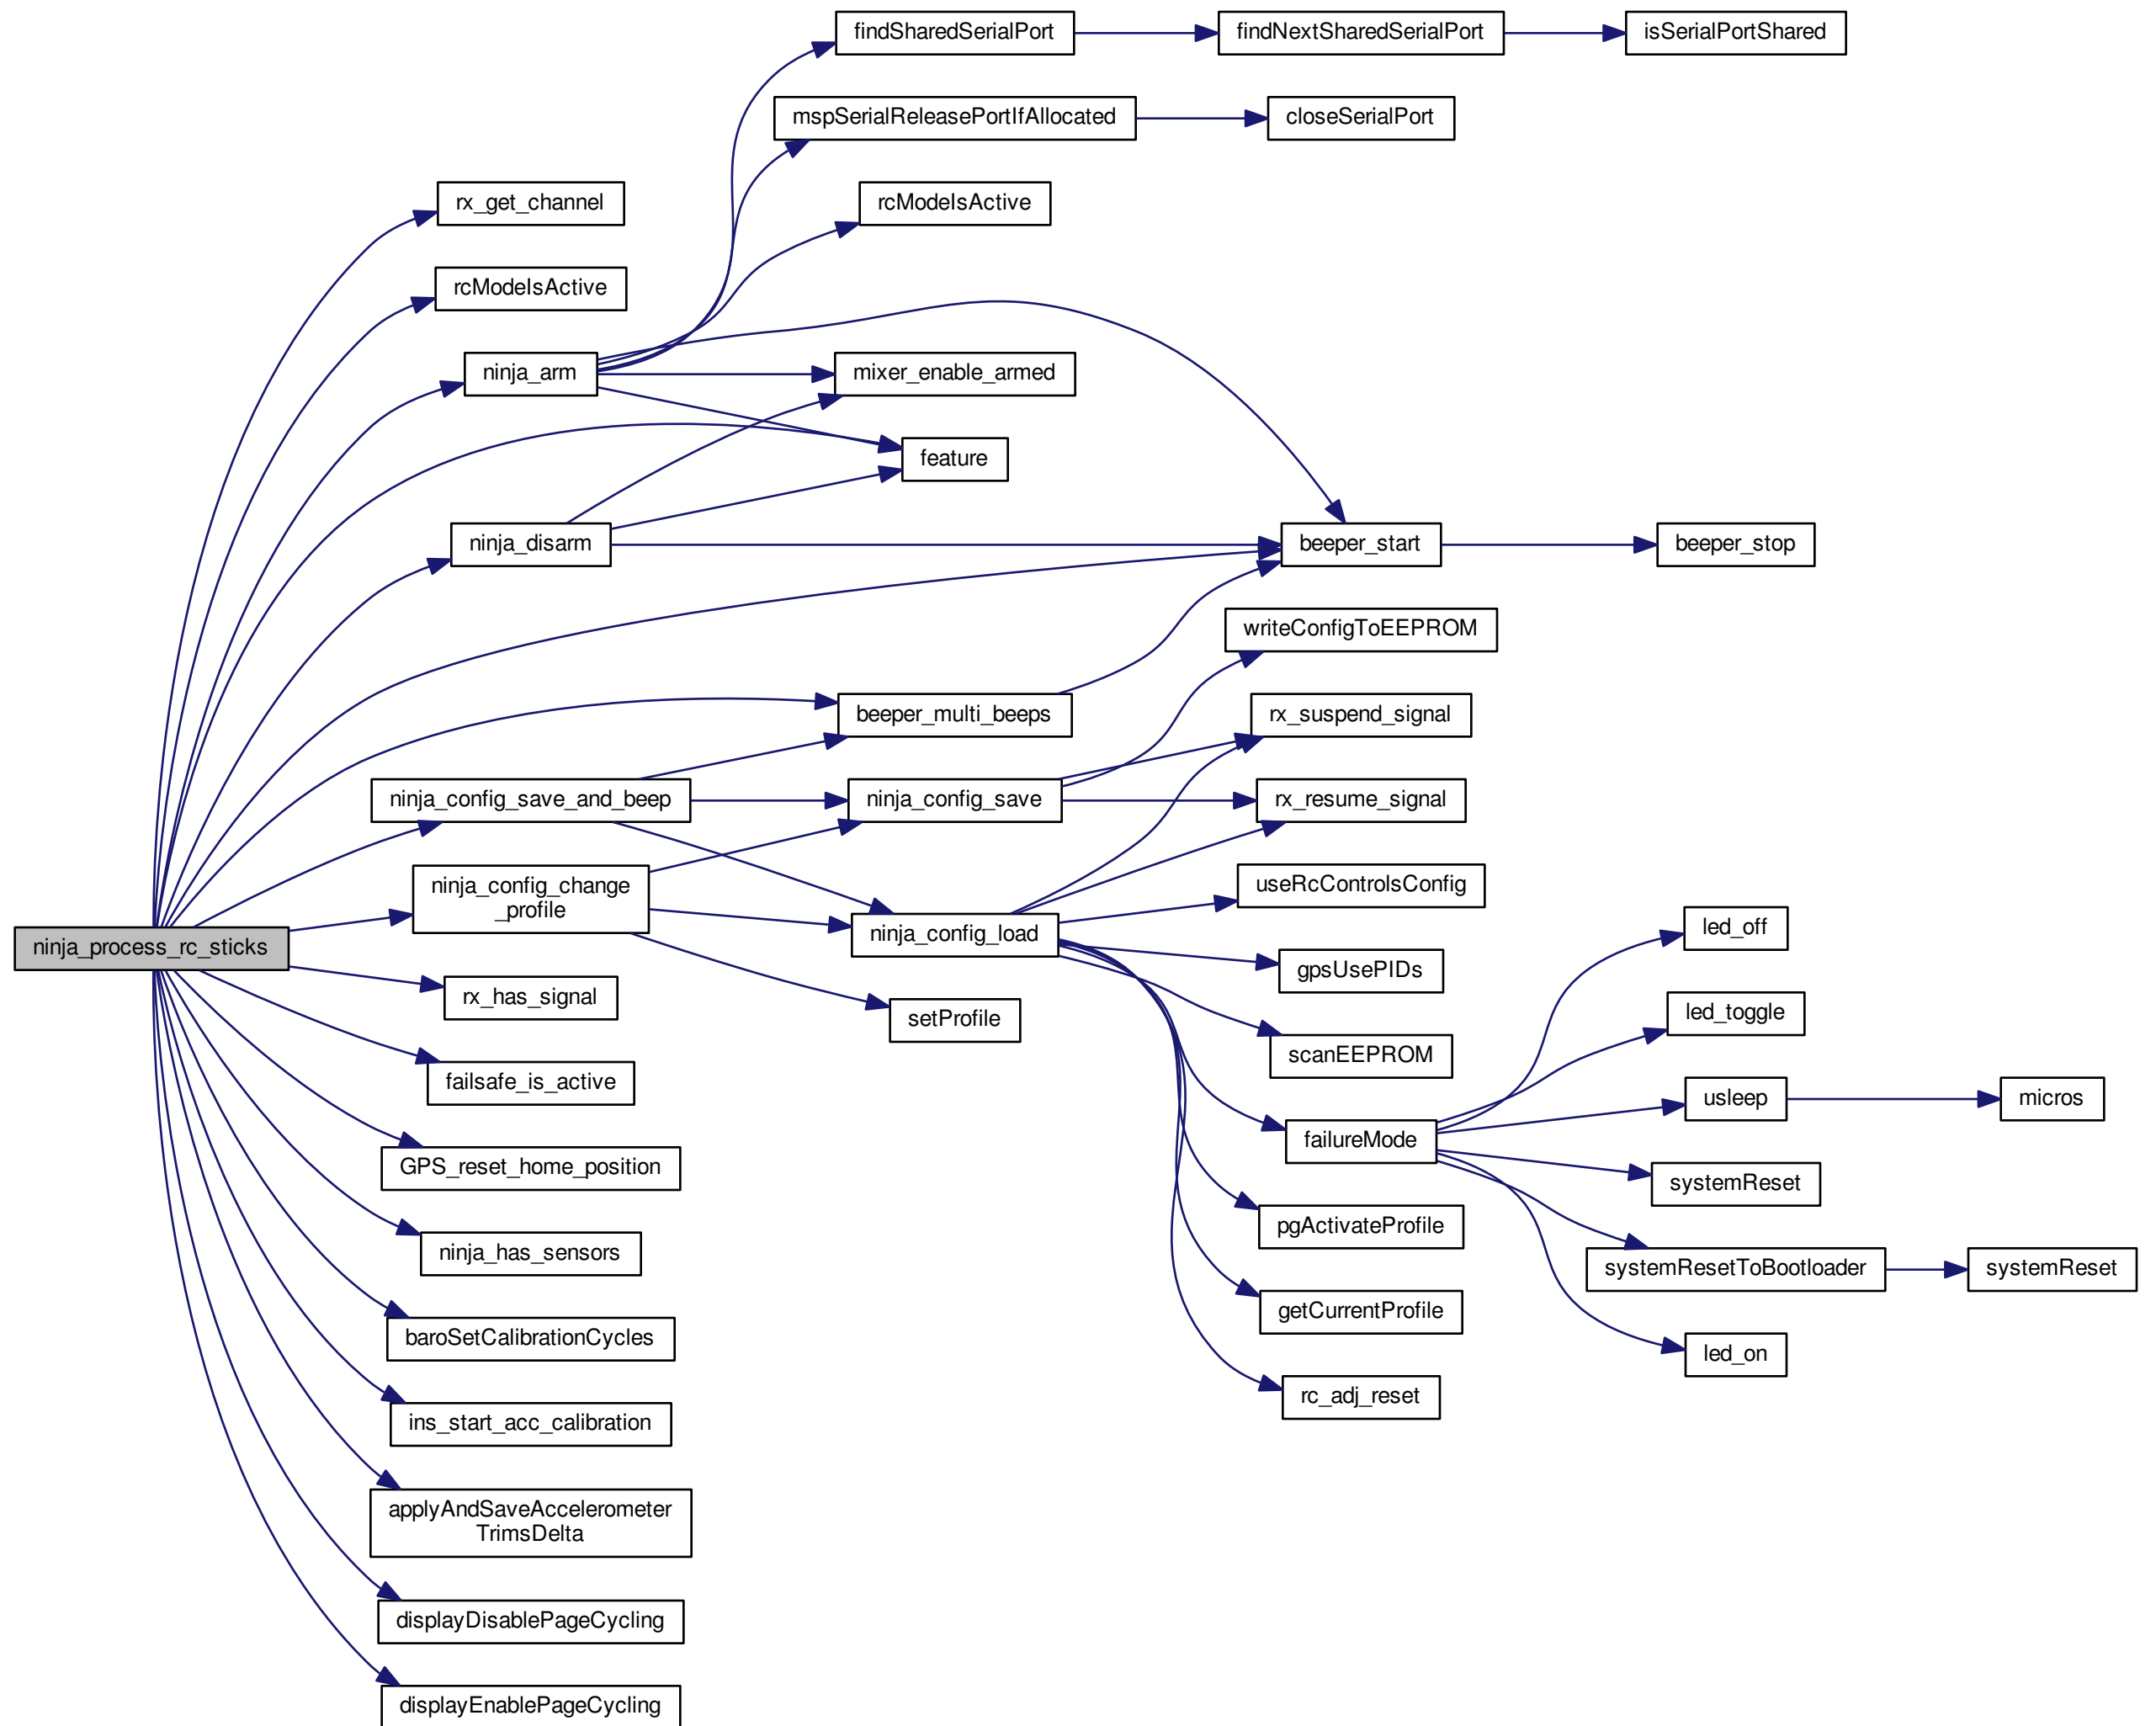 findSharedSerialPort
findNextSharedSerialPort
isSerialPortShared
mspSerialReleasePortIfAllocated
closeSerialPort
rx_get_channel
rcModeIsActive
rcModeIsActive
ninja_arm
mixer_enable_armed
feature
ninja_disarm
beeper_start
beeper_stop
writeConfigToEEPROM
beeper_multi_beeps
rx_suspend_signal
ninja_config_save_and_beep
ninja_config_save
rx_resume_signal
ninja_config_change
_profile
useRcControlsConfig
ninja_process_rc_sticks
ninja_config_load
led_off
gpsUsePIDs
rx_has_signal
setProfile
led_toggle
scanEEPROM
failsafe_is_active
usleep
micros
failureMode
GPS_reset_home_position
systemReset
pgActivateProfile
ninja_has_sensors
systemResetToBootloader
systemReset
getCurrentProfile
baroSetCalibrationCycles
led_on
rc_adj_reset
ins_start_acc_calibration
applyAndSaveAccelerometer
TrimsDelta
displayDisablePageCycling
displayEnablePageCycling